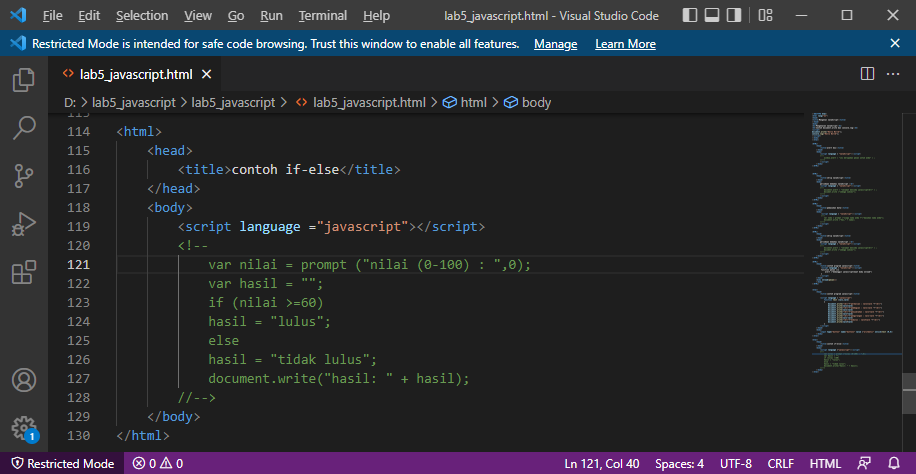 File Edit Selection View Go Run Terminal Help lab5_javascript.html - Visual Studio Code
Restricted Mode is intended for safe code browsing. Trust this window to enable all features. Manage Learn More
lab5_javascript.html
D: > lab5_javascript > lab5_javascript > lab5_javascript.html > html > body
113
114 <html>
115 <head>
116 <title>contoh if-else</title>
117 </head>
118 <body>
119 <script language ="javascript"></script>
120 <!--
121 var nilai = prompt ("nilai (0-100) : ",0);
122 var hasil = "";
123 if (nilai >=60)
124 hasil = "lulus";
125 else
126 hasil = "tidak lulus";
127 document.write("hasil: " + hasil);
128 //-->
129 </body>
130 </html>
1
Restricted Mode 0 0 Ln 121, Col 40 Spaces: 4 UTF-8 CRLF HTML